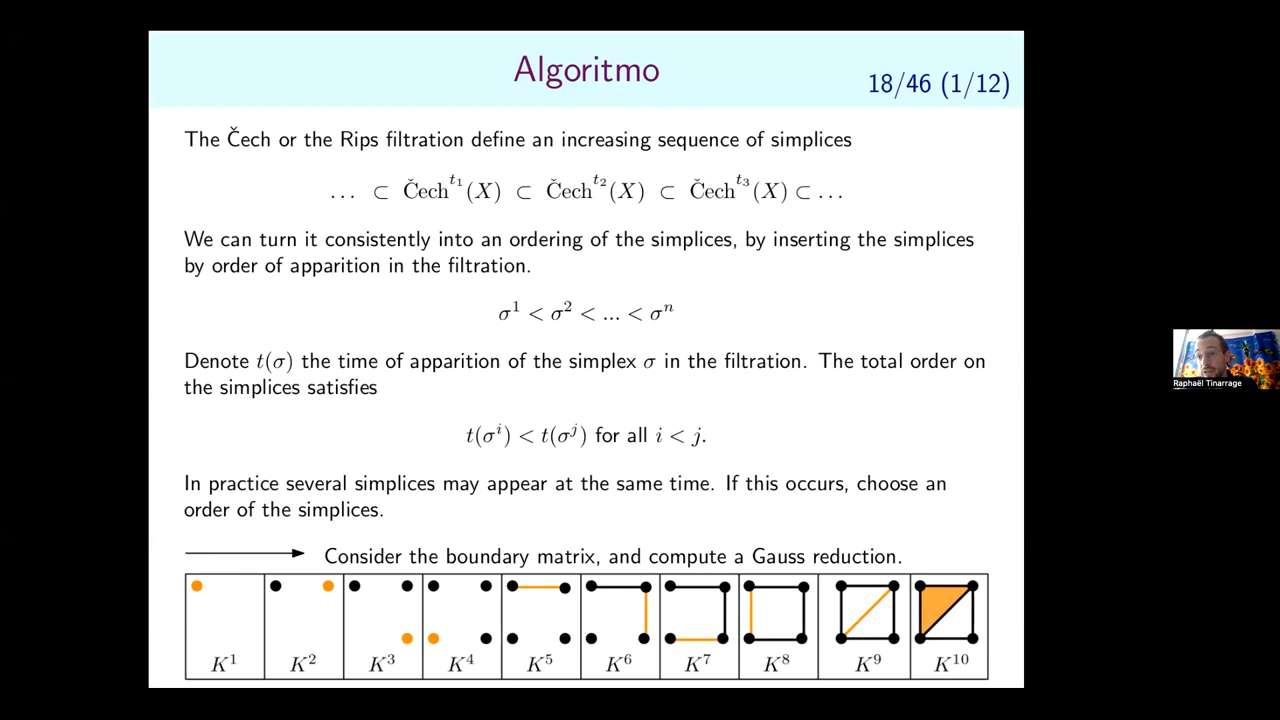 Algoritmo
18/46 (1/12)
The Čech or the Rips filtration define an increasing sequence of simplices
... ⊂ Čech^{t_1}(X) ⊂ Čech^{t_2}(X) ⊂ Čech^{t_3}(X) ⊂ ...
We can turn it consistently into an ordering of the simplices, by inserting the simplices
by order of apparition in the filtration.
σ^1 < σ^2 < ... < σ^n
Denote t(σ) the time of apparition of the simplex σ in the filtration. The total order on
the simplices satisfies
t(σ^i) < t(σ^j) for all i < j.
In practice several simplices may appear at the same time. If this occurs, choose an
order of the simplices.
Consider the boundary matrix, and compute a Gauss reduction.
K^1 K^2 K^3 K^4 K^5 K^6 K^7 K^8 K^9 K^{10}
Raphaël Tinarrage